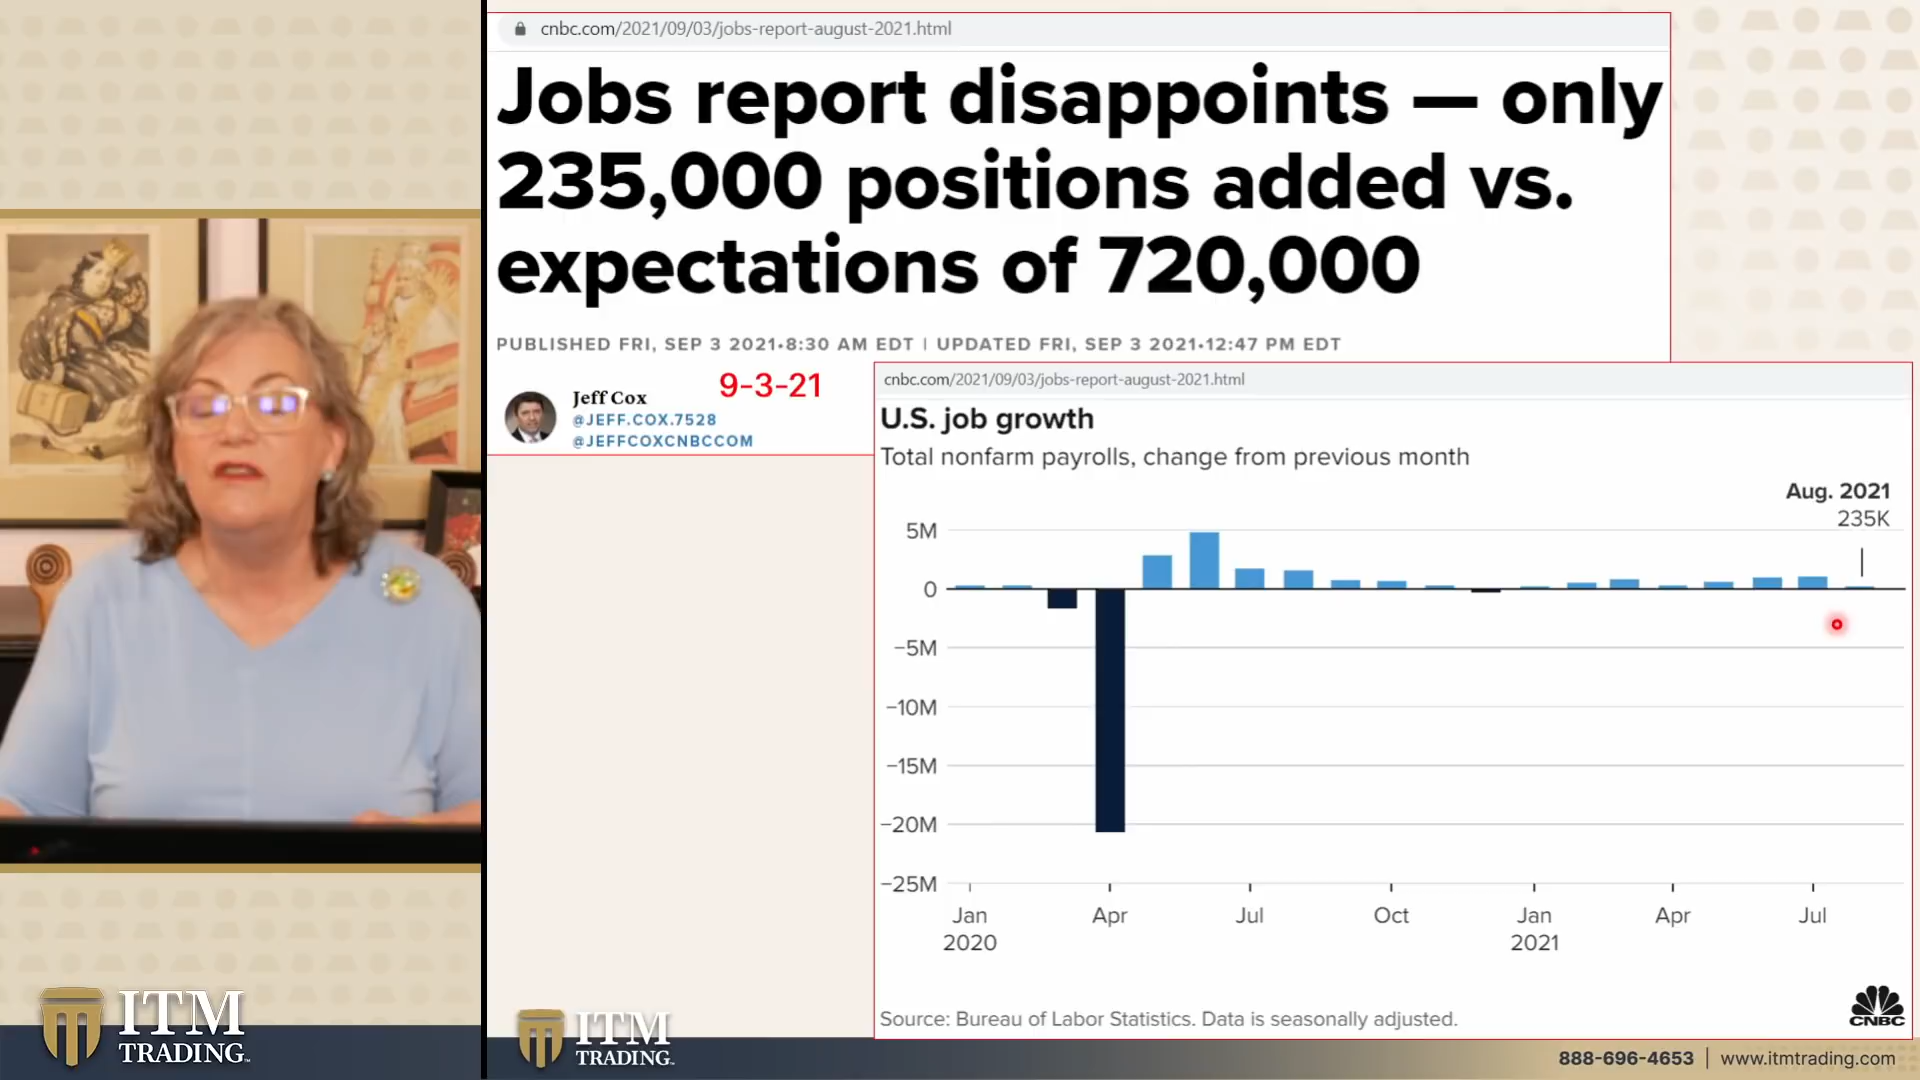 cnbc.com/2021/09/03/jobs-report-august-2021.html
Jobs report disappoints — only
235,000 positions added vs.
expectations of 720,000
PUBLISHED FRI, SEP 3 2021•8:30 AM EDT | UPDATED FRI, SEP 3 2021•12:47 PM EDT
Jeff Cox
@JEFF.COX.7528
@JEFFCOXCNBCCOM
9-3-21
cnbc.com/2021/09/03/jobs-report-august-2021.html
U.S. job growth
Total nonfarm payrolls, change from previous month
Aug. 2021
235K
5M
0
−5M
−10M
−15M
−20M
−25M
Jan
2020
Apr
Jul
Oct
Jan
2021
Apr
Jul
Source: Bureau of Labor Statistics. Data is seasonally adjusted.
CNBC
ITM
TRADING
ITM
TRADING
888-696-4653 | www.itmtrading.com